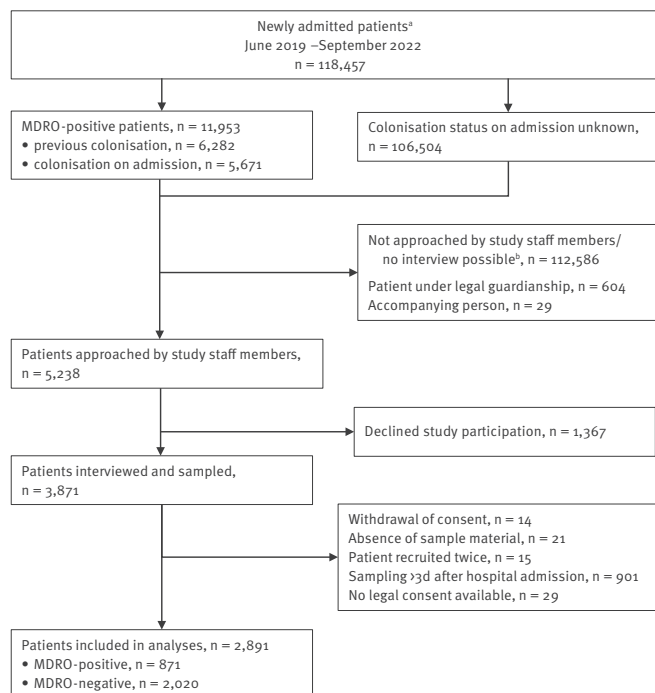 Newly admitted patientsª
June 2019 –September 2022
n = 118,457
MDRO-positive patients, n = 11,953
• previous colonisation, n = 6,282
• colonisation on admission, n = 5,671
Colonisation status on admission unknown,
n = 106,504
Not approached by study staff members/
no interview possibleᵇ, n = 112,586
Patient under legal guardianship, n = 604
Accompanying person, n = 29
Patients approached by study staff members,
n = 5,238
Declined study participation, n = 1,367
Patients interviewed and sampled,
n = 3,871
Withdrawal of consent, n = 14
Absence of sample material, n = 21
Patient recruited twice, n = 15
Sampling >3d after hospital admission, n = 901
No legal consent available, n = 29
Patients included in analyses, n = 2,891
• MDRO-positive, n = 871
• MDRO-negative, n = 2,020